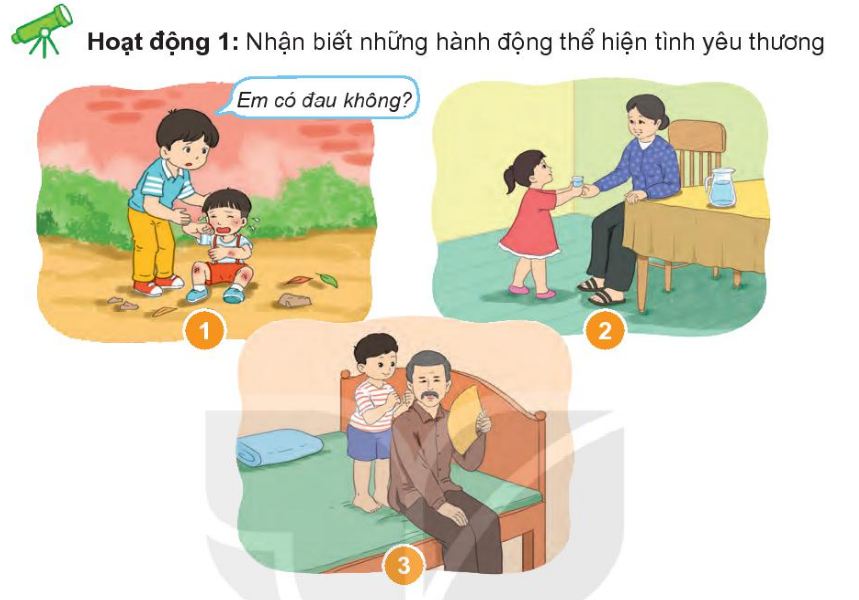 Hoạt động 1: Nhận biết những hành động thể hiện tình yêu thương
Em có đau không?
1
2
3